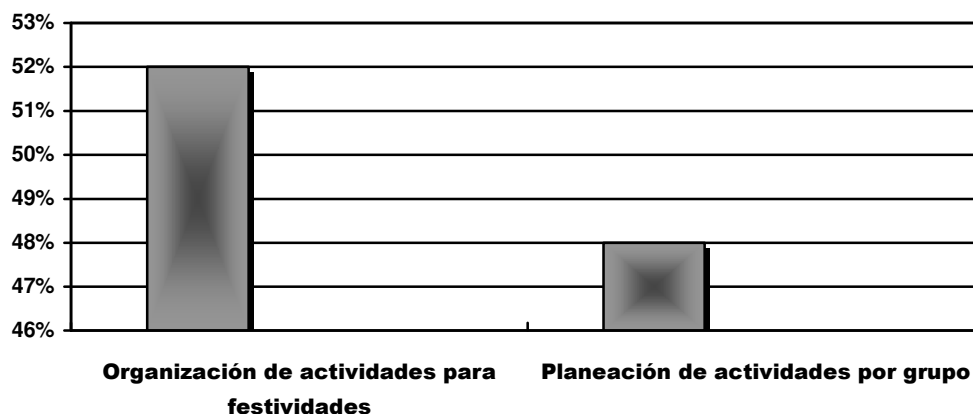 53%
52%
51%
50%
49%
48%
47%
46%
Organización de actividades para
festividades
Planeación de actividades por grupo